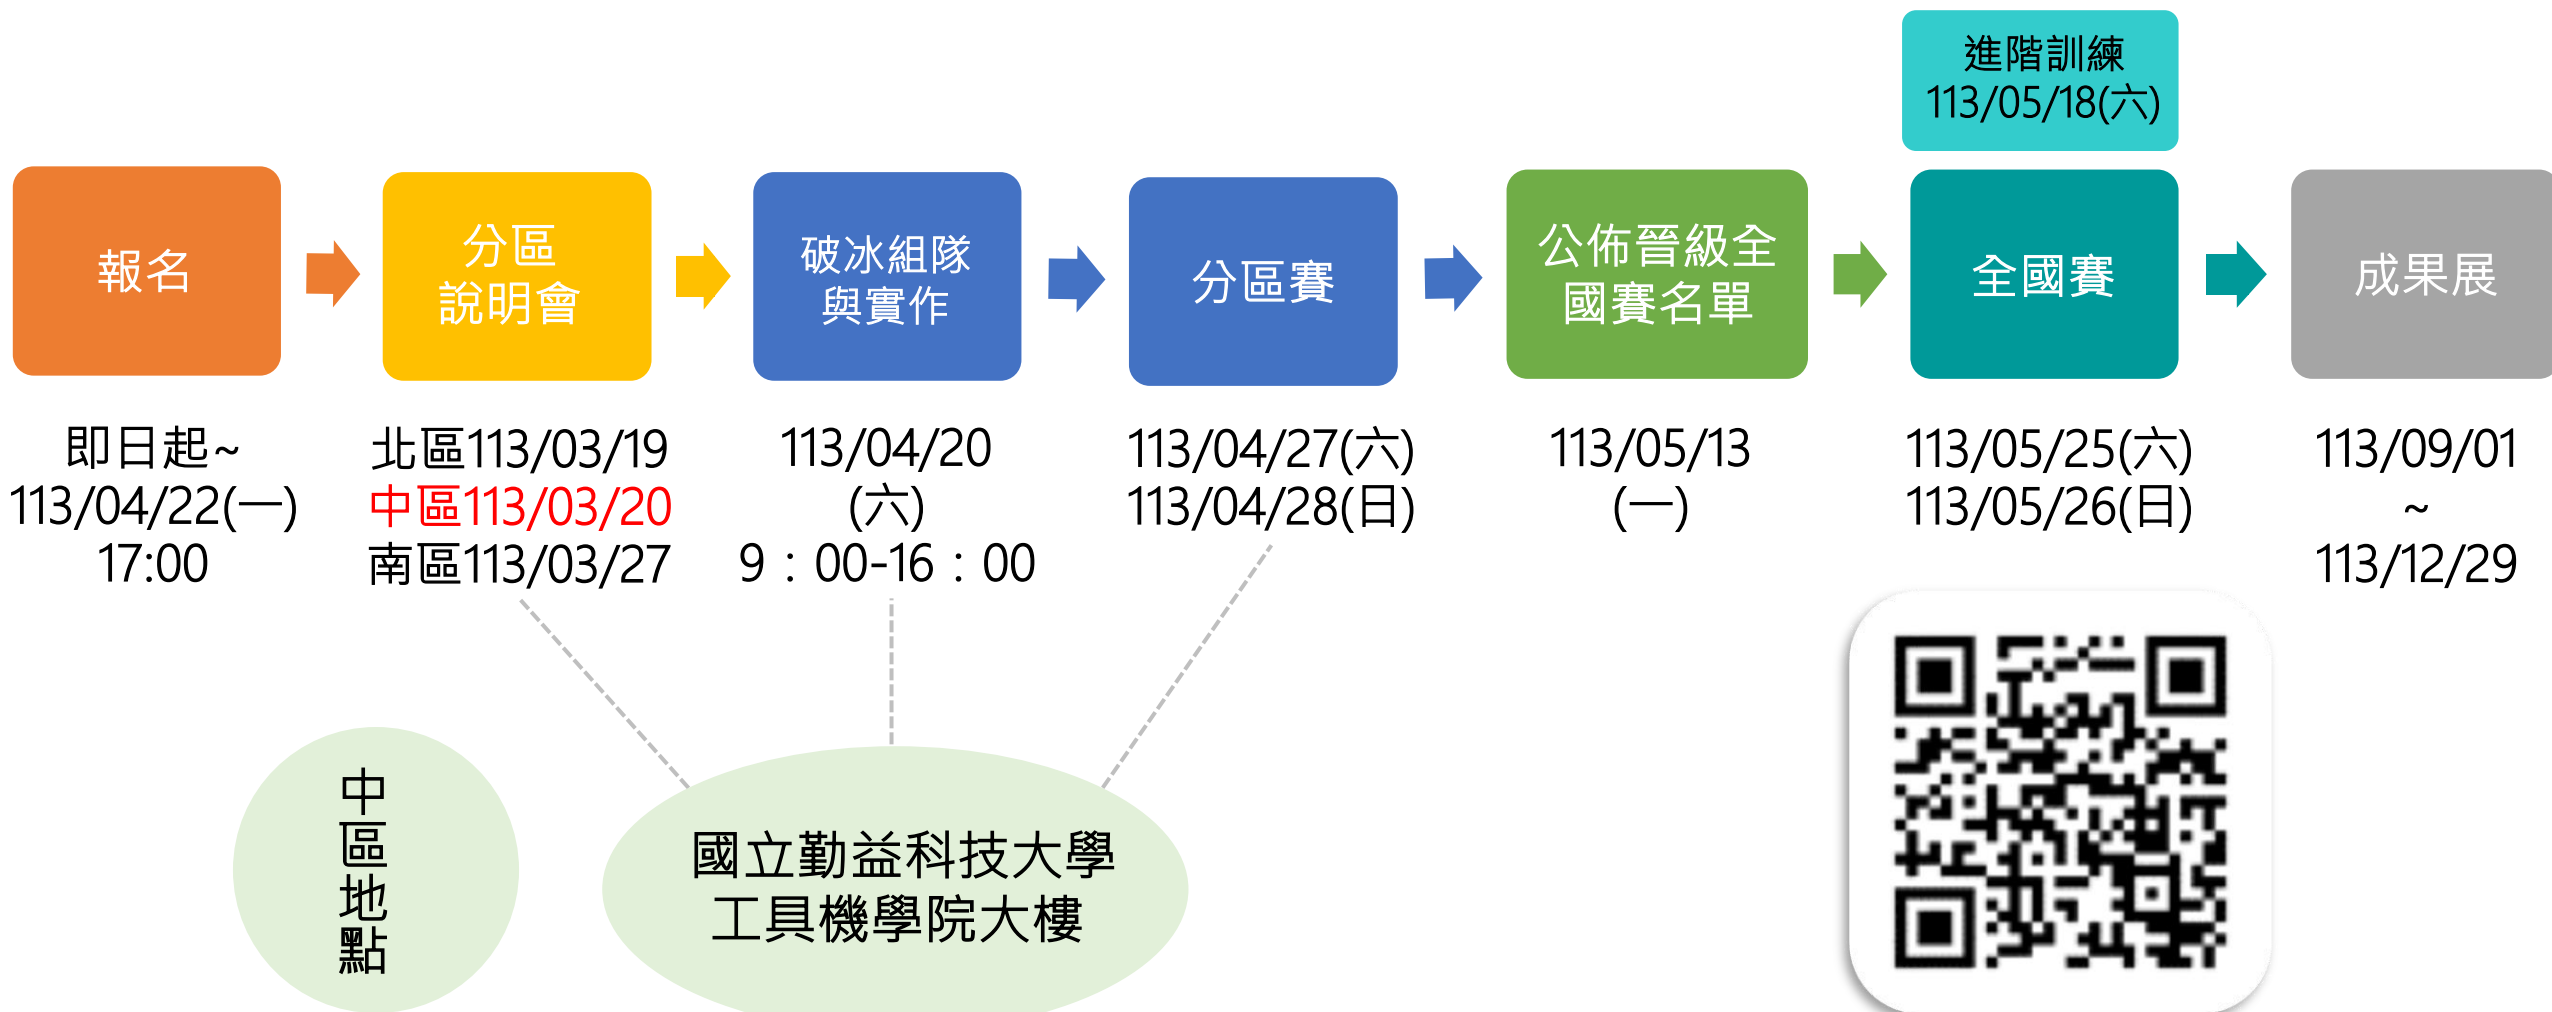 進階訓練
113/05/18(六)
報名
分區
說明會
破冰組隊
與實作
分區賽
公佈晉級全
國賽名單
全國賽
成果展
即日起~
113/04/22(一)
17:00
北區113/03/19
中區113/03/20
南區113/03/27
113/04/20
(六)
9：00-16：00
113/04/27(六)
113/04/28(日)
113/05/13
(一)
113/05/25(六)
113/05/26(日)
113/09/01
~
113/12/29
中區地點
國立勤益科技大學
工具機學院大樓